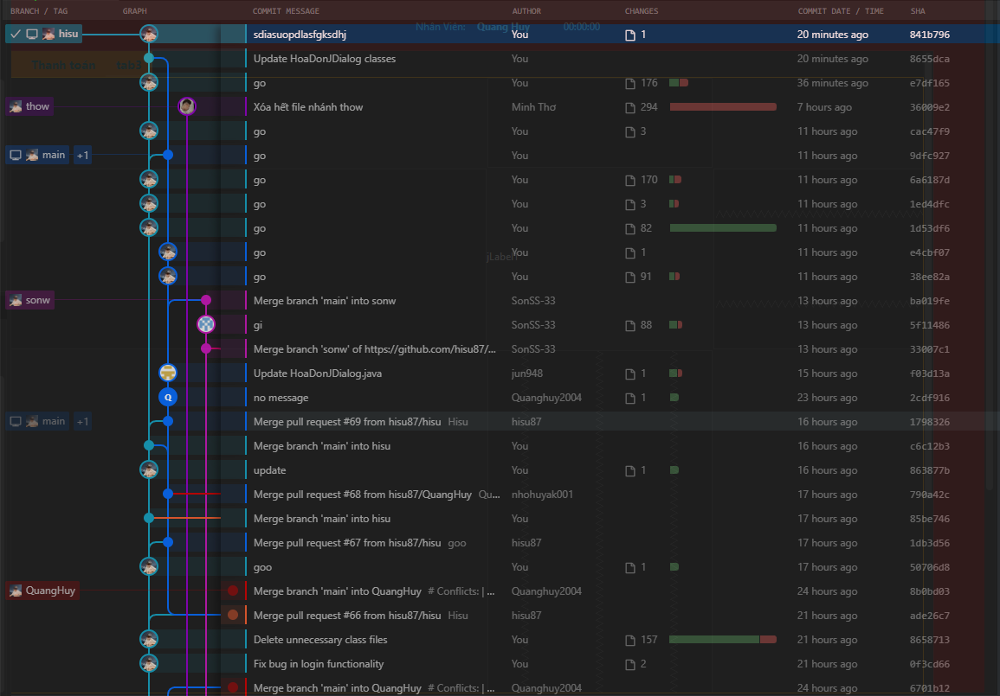 BRANCH / TAG GRAPH COMMIT MESSAGE AUTHOR CHANGES COMMIT DATE / TIME SHA
Nhân Viên: Quang Huy 00:00:00
hisu sdiasuopdlasfgksdhj You 1 20 minutes ago 841b796
Update HoaDonJDialog classes You 20 minutes ago 8655dca
Thanh toán tab3
go You 176 36 minutes ago e7df165
thow Xóa hết file nhánh thow Minh Thơ 294 7 hours ago 36009e2
go You 3 11 hours ago cac47f9
main +1 go You 11 hours ago 9dfc927
go You 170 11 hours ago 6a6187d
go You 3 11 hours ago 1ed4dfc
go You 82 11 hours ago 1d53df6
go You 1 11 hours ago e4cbf07
go You 91 11 hours ago 38ee82a
sonw Merge branch 'main' into sonw SonSS-33 13 hours ago ba019fe
gi SonSS-33 88 13 hours ago 5f11486
Merge branch 'sonw' of https://github.com/hisu87/... SonSS-33 13 hours ago 33007c1
Update HoaDonJDialog.java jun948 1 15 hours ago f03d13a
Q no message Quanghuy2004 1 23 hours ago 2cdf916
main +1 Merge pull request #69 from hisu87/hisu Hisu hisu87 16 hours ago 1798326
Merge branch 'main' into hisu You 16 hours ago c6c12b3
update You 1 16 hours ago 863877b
Merge pull request #68 from hisu87/QuangHuy Qu... nhohuyak001 17 hours ago 790a42c
Merge branch 'main' into hisu You 17 hours ago 85be746
Merge pull request #67 from hisu87/hisu goo hisu87 17 hours ago 1db3d56
goo You 1 17 hours ago 50706d8
QuangHuy Merge branch 'main' into QuangHuy # Conflicts: | ... Quanghuy2004 24 hours ago 8b0bd03
Merge pull request #66 from hisu87/hisu Hisu hisu87 21 hours ago ade26c7
Delete unnecessary class files You 157 21 hours ago 8658713
Fix bug in login functionality You 2 21 hours ago 0f3cd66
Merge branch 'main' into QuangHuy # Conflicts: | ... Quanghuy2004 24 hours ago 6701b12